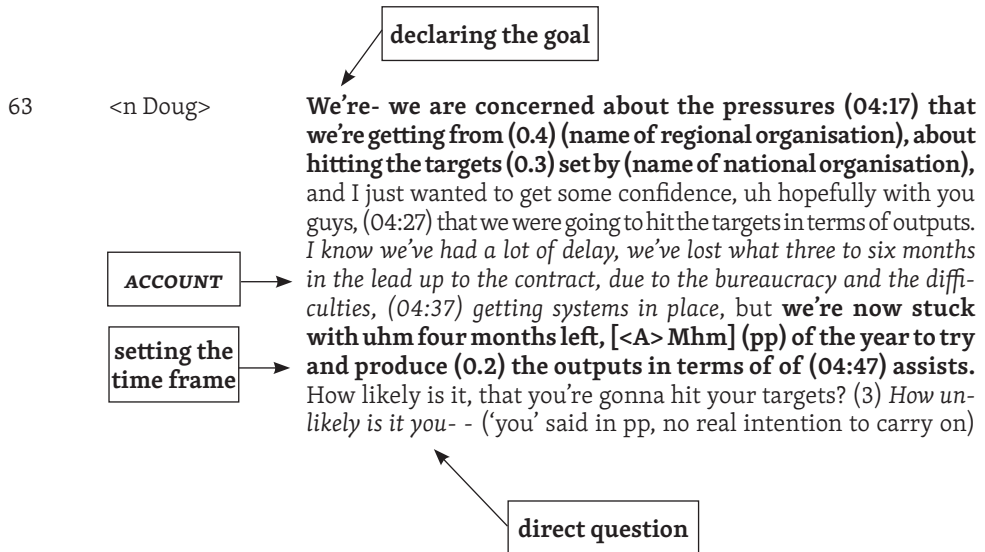 declaring the goal
63 <n Doug> We're- we are concerned about the pressures (04:17) that
we're getting from (0.4) (name of regional organisation), about
hitting the targets (0.3) set by (name of national organisation),
and I just wanted to get some confidence, uh hopefully with you
guys, (04:27) that we were going to hit the targets in terms of outputs.
I know we've had a lot of delay, we've lost what three to six months
ACCOUNT
in the lead up to the contract, due to the bureaucracy and the diffi-
culties, (04:37) getting systems in place, but we're now stuck
with uhm four months left, [<A> Mhm] (pp) of the year to try
setting the
time frame
and produce (0.2) the outputs in terms of of (04:47) assists.
How likely is it, that you're gonna hit your targets? (3) How un-
likely is it you- - ('you' said in pp, no real intention to carry on)
direct question